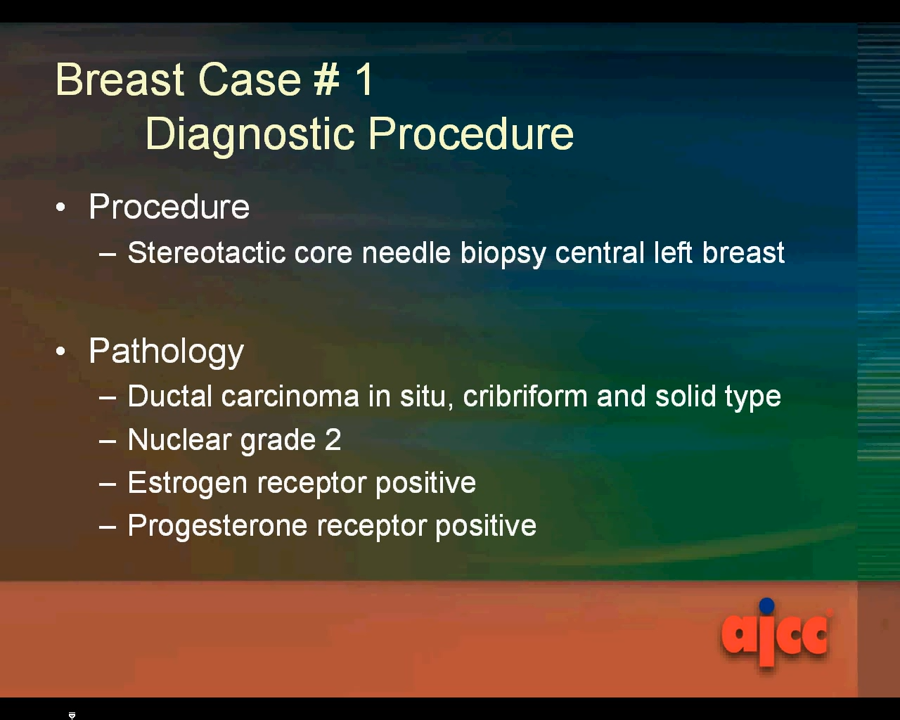 Breast Case # 1
Diagnostic Procedure
• Procedure
– Stereotactic core needle biopsy central left breast
• Pathology
– Ductal carcinoma in situ, cribriform and solid type
– Nuclear grade 2
– Estrogen receptor positive
– Progesterone receptor positive
ajcc